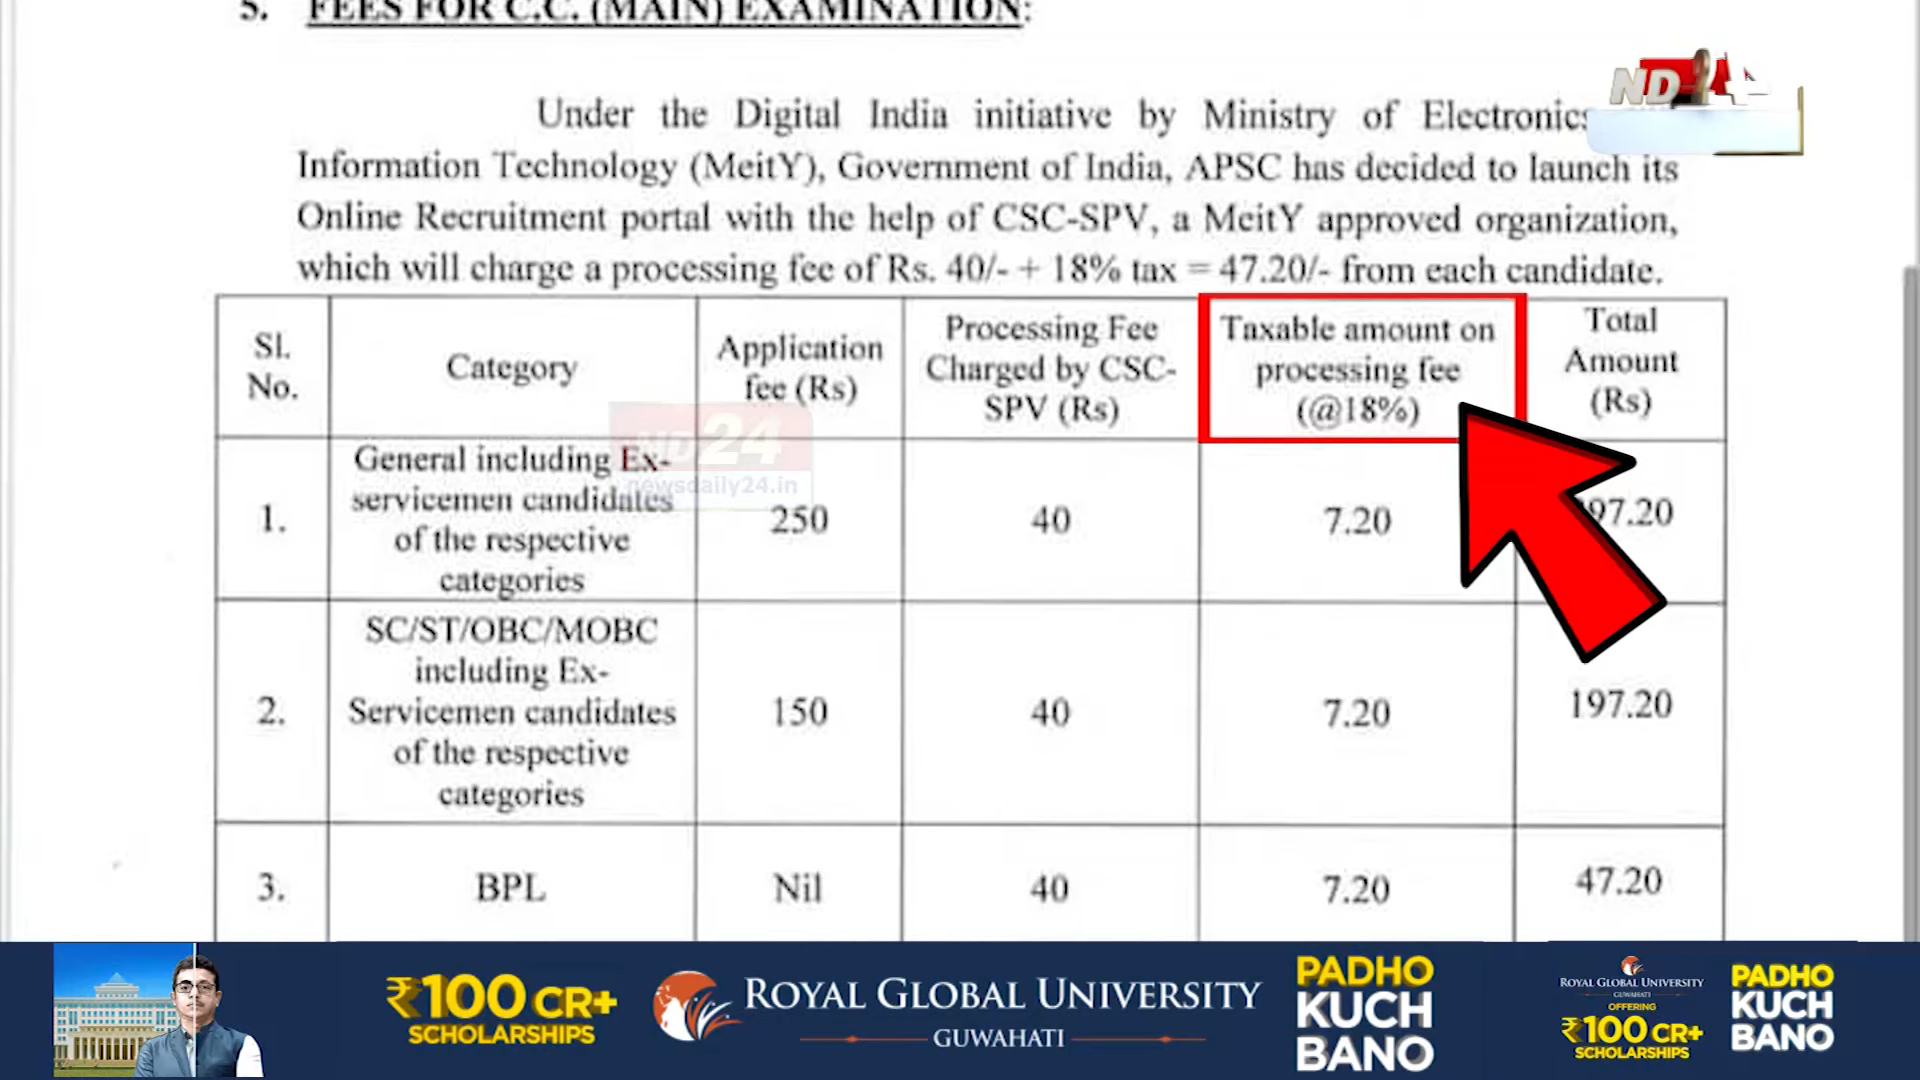 5. FEES FOR C.C. (MAIN) EXAMINATION:
ND 24
Under the Digital India initiative by Ministry of Electronics
Information Technology (MeitY), Government of India, APSC has decided to launch its
Online Recruitment portal with the help of CSC-SPV, a MeitY approved organization,
which will charge a processing fee of Rs. 40/- + 18% tax = 47.20/- from each candidate.
Sl. No.
Category
Application fee (Rs)
Processing Fee Charged by CSC-SPV (Rs)
Taxable amount on processing fee (@18%)
Total Amount (Rs)
1.
General including Ex-
servicemen candidates
of the respective
categories
250
40
7.20
97.20
ND24
newsdaily24.in
2.
SC/ST/OBC/MOBC
including Ex-
Servicemen candidates
of the respective
categories
150
40
7.20
197.20
3.
BPL
Nil
40
7.20
47.20
₹100 CR+
SCHOLARSHIPS
ROYAL GLOBAL UNIVERSITY
GUWAHATI
PADHO
KUCH
BANO
ROYAL GLOBAL UNIVERSITY
GUWAHATI
OFFERING
₹100 CR+
SCHOLARSHIPS
PADHO
KUCH
BANO